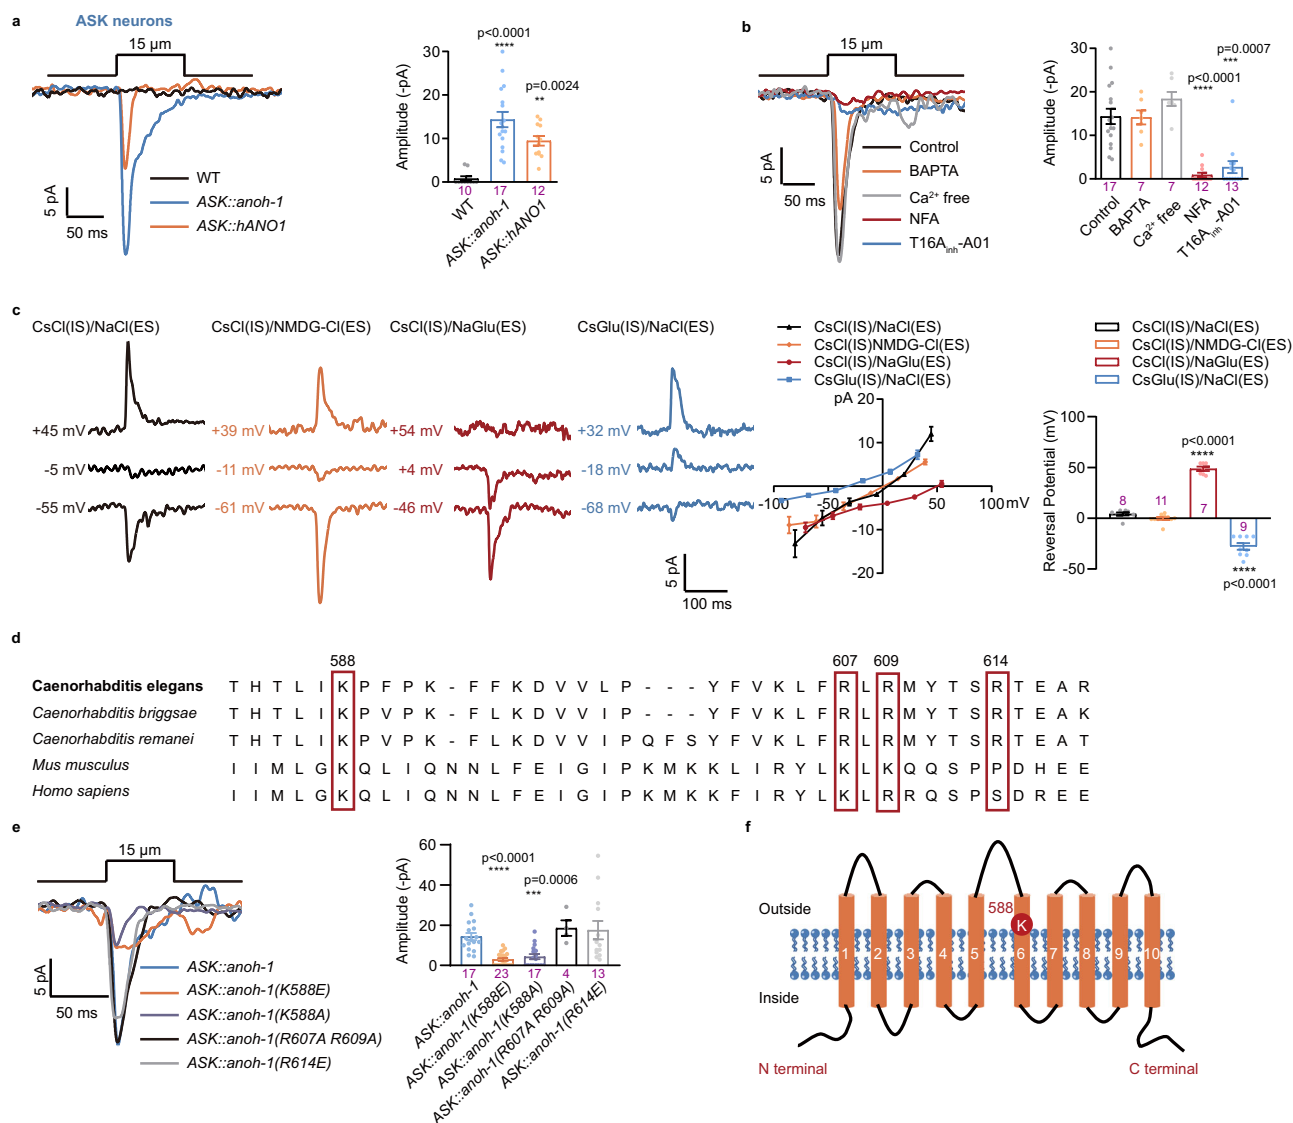 a
ASK neurons
15 µm
5 pA
50 ms
WT
ASK::anoh-1
ASK::hANO1
Amplitude (-pA)
30
20
10
0
p<0.0001
****
p=0.0024
**
10 17 12
WT
ASK::anoh-1
ASK::hANO1
b
15 µm
5 pA
50 ms
Control
BAPTA
Ca2+ free
NFA
T16Ainh-A01
Amplitude (-pA)
30
20
10
0
p=0.0007
***
p<0.0001
****
17 7 7 12 13
Control
BAPTA
Ca2+ free
NFA
T16Ainh-A01
c
CsCl(IS)/NaCl(ES)
CsCl(IS)/NMDG-Cl(ES)
CsCl(IS)/NaGlu(ES)
CsGlu(IS)/NaCl(ES)
+45 mV +39 mV +54 mV +32 mV
-5 mV -11 mV +4 mV -18 mV
-55 mV -61 mV -46 mV -68 mV
5 pA
100 ms
CsCl(IS)/NaCl(ES)
CsCl(IS)NMDG-Cl(ES)
CsCl(IS)/NaGlu(ES)
CsGlu(IS)/NaCl(ES)
pA
20
10
-10
-20
-100 -50 50 100 mV
CsCl(IS)/NaCl(ES)
CsCl(IS)/NMDG-Cl(ES)
CsCl(IS)/NaGlu(ES)
CsGlu(IS)/NaCl(ES)
Reversal Potential (mV)
100
50
0
-50
p<0.0001
****
8 11 7 9
****
p<0.0001
d
588 607 609 614
Caenorhabditis elegans T H T L I K P F P K - F F K D V V L P - - - Y F V K L F R L R M Y T S R T E A R
Caenorhabditis briggsae T H T L I K P V P K - F L K D V V I P - - - Y F V K L F R L R M Y T S R T E A K
Caenorhabditis remanei T H T L I K P V P K - F L K D V V I P Q F S Y F V K L F R L R M Y T S R T E A T
Mus musculus I I M L G K Q L I Q N N L F E I G I P K M K K L I R Y L K L K Q Q S P P D H E E
Homo sapiens I I M L G K Q L I Q N N L F E I G I P K M K K F I R Y L K L R R Q S P S D R E E
e
15 µm
5 pA
50 ms
ASK::anoh-1
ASK::anoh-1(K588E)
ASK::anoh-1(K588A)
ASK::anoh-1(R607A R609A)
ASK::anoh-1(R614E)
Amplitude (-pA)
60
40
20
0
p<0.0001
****
p=0.0006
***
17 23 17 4 13
ASK::anoh-1
ASK::anoh-1(K588E)
ASK::anoh-1(K588A)
ASK::anoh-1(R607A R609A)
ASK::anoh-1(R614E)
f
Outside
588
K
1 2 3 4 5 6 7 8 9 10
Inside
N terminal
C terminal